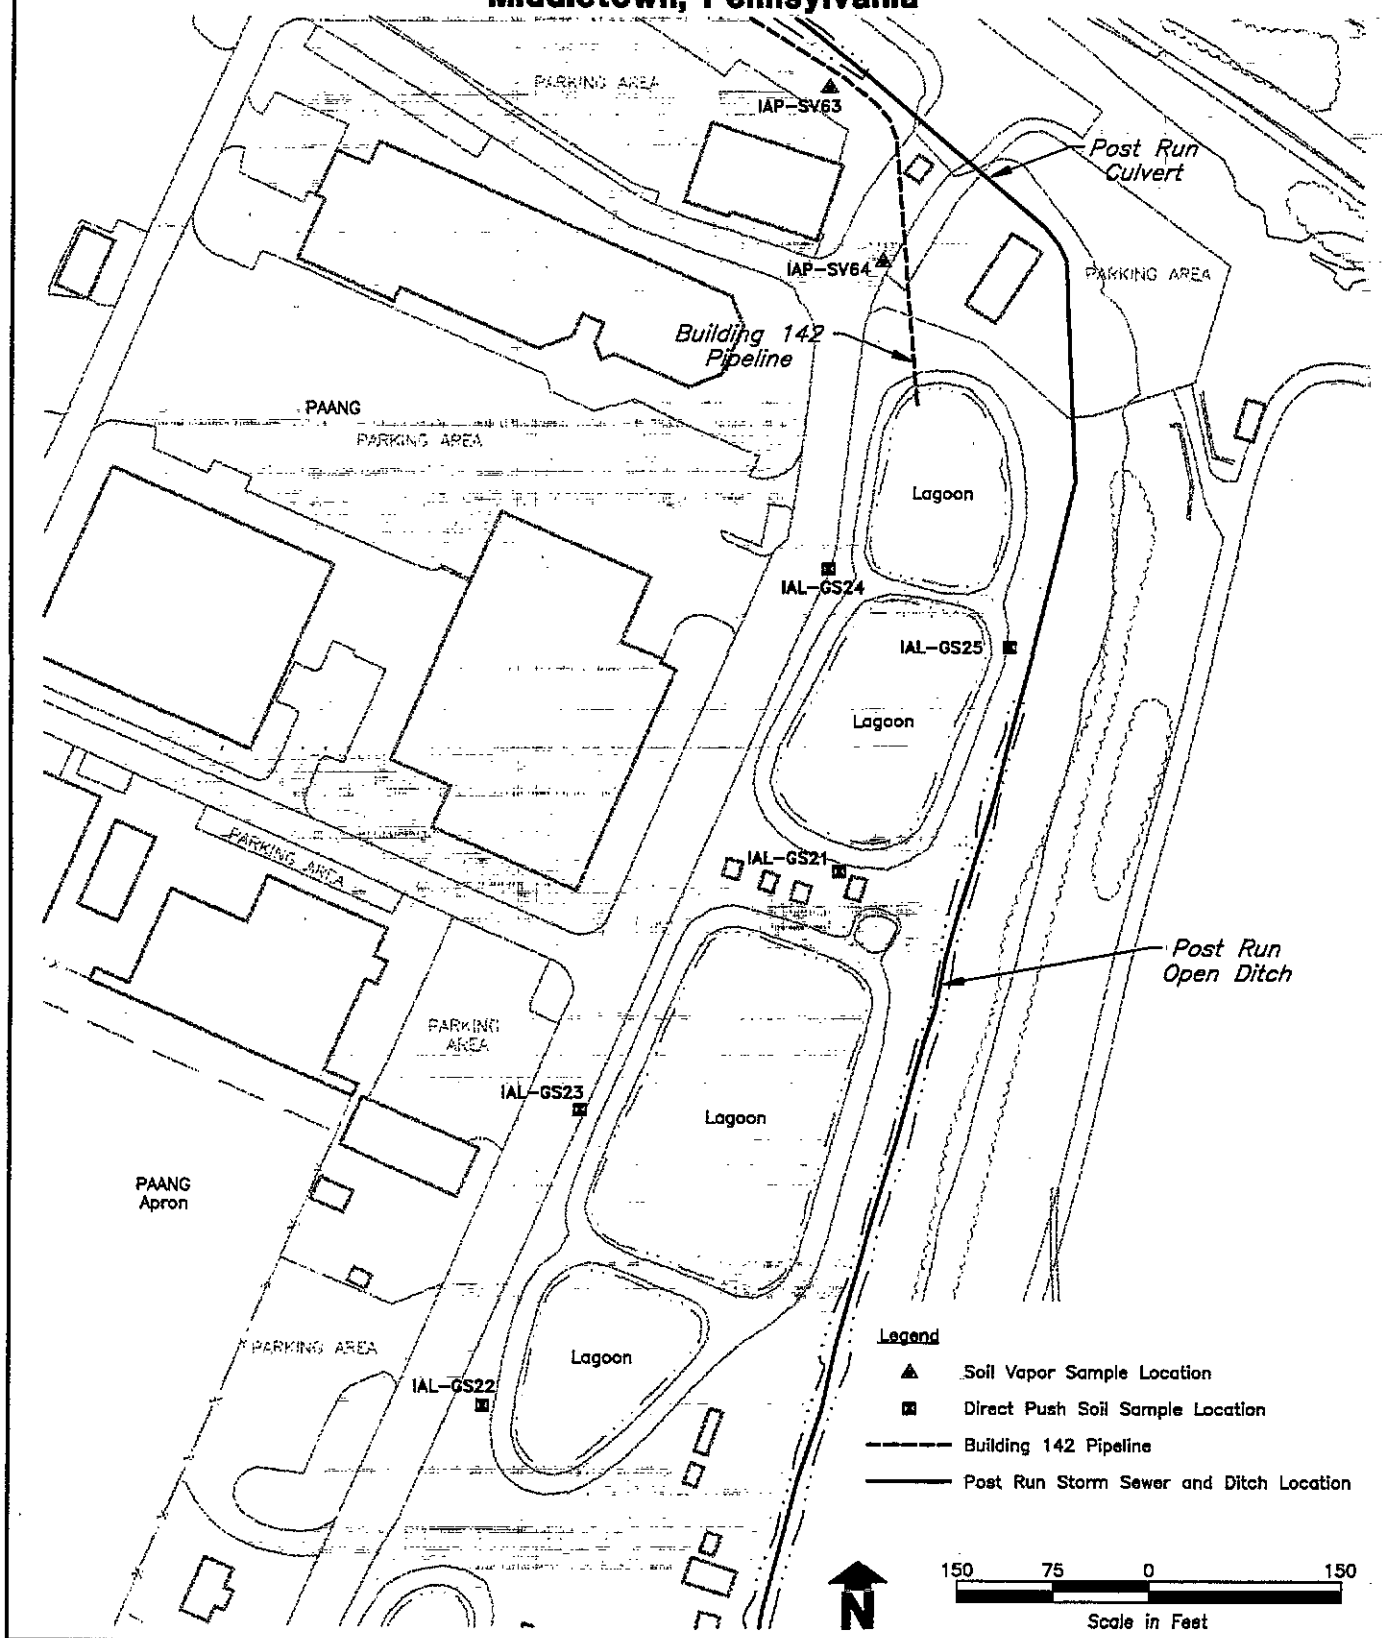 Middletown, Pennsylvania
PARKING AREA
IAP-SV63
Post Run
Culvert
IAP-SV64
PARKING AREA
Building 142
Pipeline
PAANG
PARKING AREA
Lagoon
IAL-GS24
IAL-GS25
Lagoon
PARKING AREA
IAL-GS21
Post Run
Open Ditch
PARKING
AREA
IAL-GS23
Lagoon
PAANG
Apron
PARKING AREA
Lagoon
IAL-GS22
Legend
Soil Vapor Sample Location
Direct Push Soil Sample Location
Building 142 Pipeline
Post Run Storm Sewer and Ditch Location
N
150 75 0 150
Scale in Feet